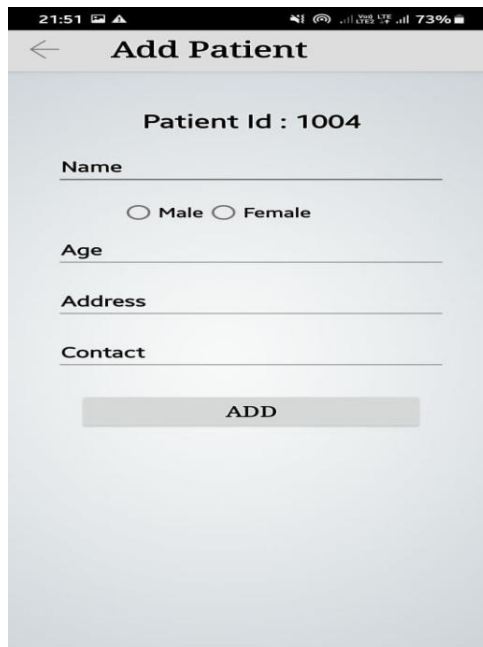 21:51 73%
Add Patient
Patient Id : 1004
Name
Male Female
Age
Address
Contact
ADD